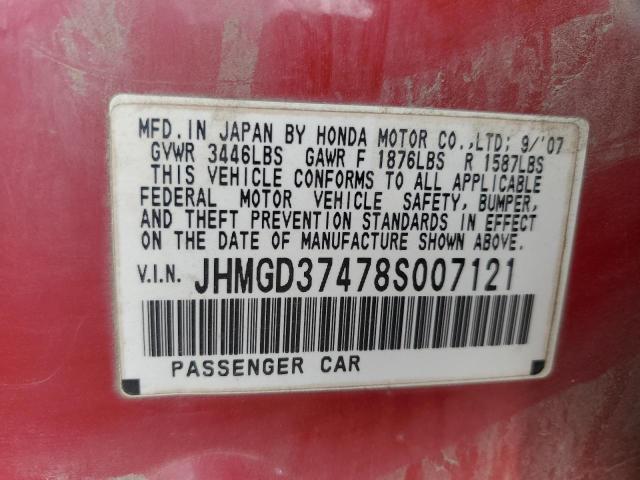 MFD.IN JAPAN BY HONDA MOTOR CO.,LTD; 9/'07
GVWR 3446LBS GAWR F 1876LBS R 1587LBS
THIS VEHICLE CONFORMS TO ALL APPLICABLE
FEDERAL MOTOR VEHICLE SAFETY, BUMPER,
AND THEFT PREVENTION STANDARDS IN EFFECT
ON THE DATE OF MANUFACTURE SHOWN ABOVE.
V.I.N. JHMGD37478S007121
PASSENGER CAR